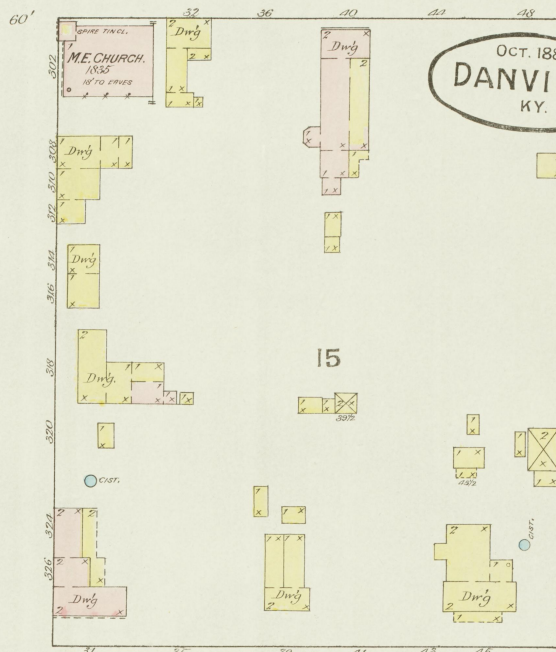 60'
32 36 40 44 48
SPIRE TIN CL.
M.E. CHURCH.
1835
18' TO EAVES
302
Dwg
Dwg
OCT. 188
DANVI
KY.
308
Dwg
310
312
314
Dwg
316
15
318
Dwg.
39½
320
CIST.
CIST.
324
326
Dwg
Dwg
Dwg